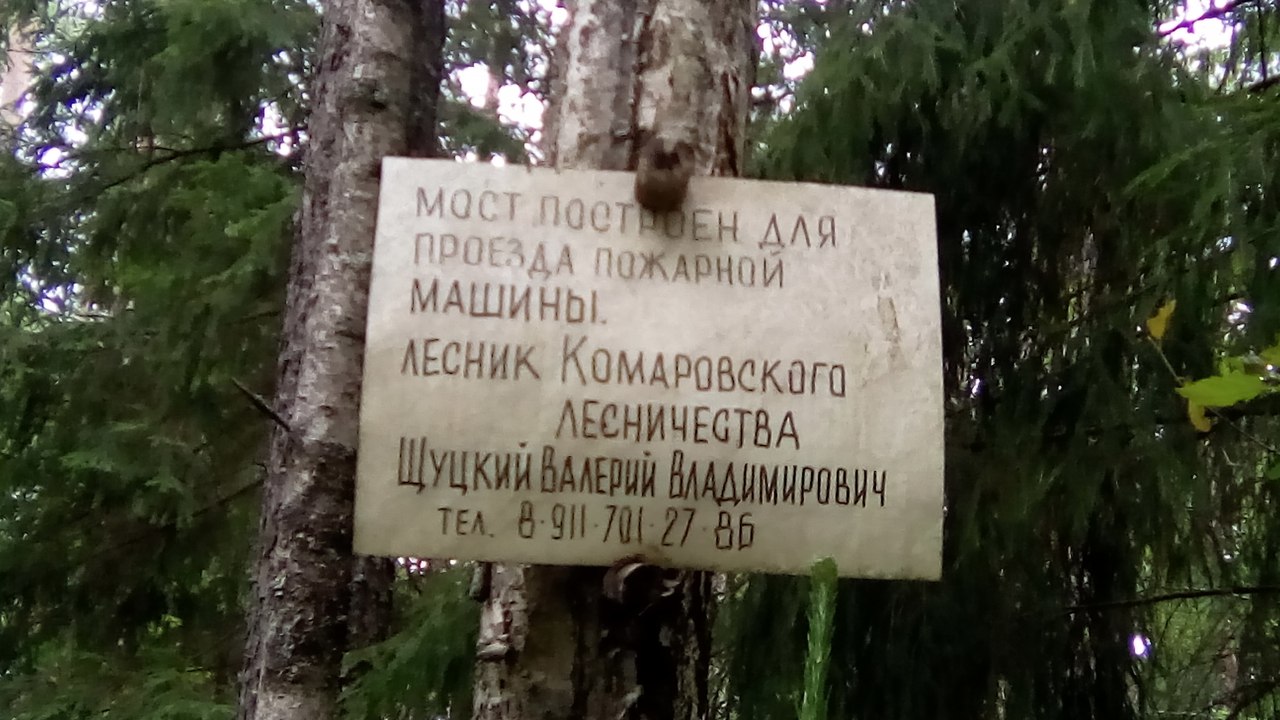 МОСТ ПОСТРОЕН ДЛЯ
ПРОЕЗДА ПОЖАРНОЙ
МАШИНЫ.
ЛЕСНИК КОМАРОВСКОГО
ЛЕСНИЧЕСТВА
ЩУЦКИЙ ВАЛЕРИЙ ВЛАДИМИРОВИЧ
ТЕЛ. 8-911-701-27-86